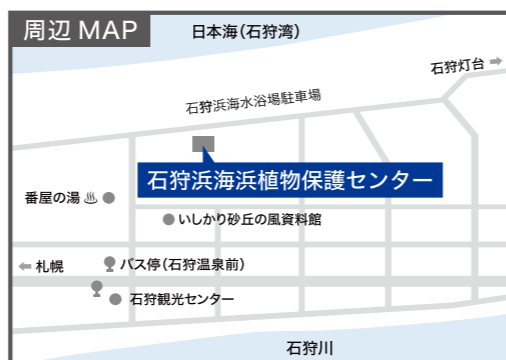 周辺 MAP
日本海（石狩湾）
石狩灯台
石狩浜海水浴場駐車場
石狩浜海浜植物保護センター
番屋の湯
いしかり砂丘の風資料館
札幌
バス停（石狩温泉前）
石狩観光センター
石狩川